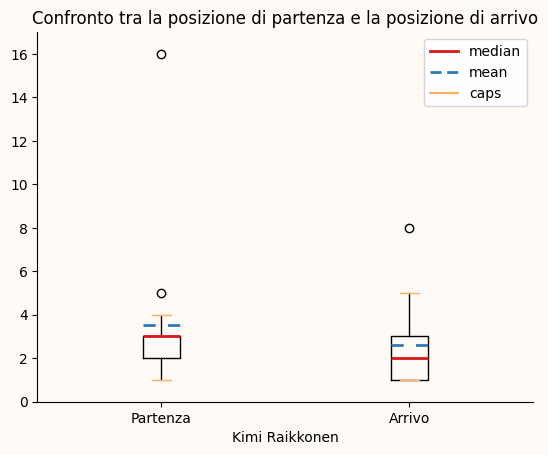 Confronto tra la posizione di partenza e la posizione di arrivo
median
mean
caps
16
14
12
10
8
6
4
2
0
Partenza
Arrivo
Kimi Raikkonen